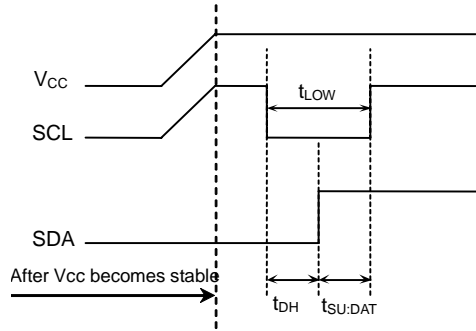 VCC
tLOW
SCL
SDA
After Vcc becomes stable
tDH
tSU:DAT